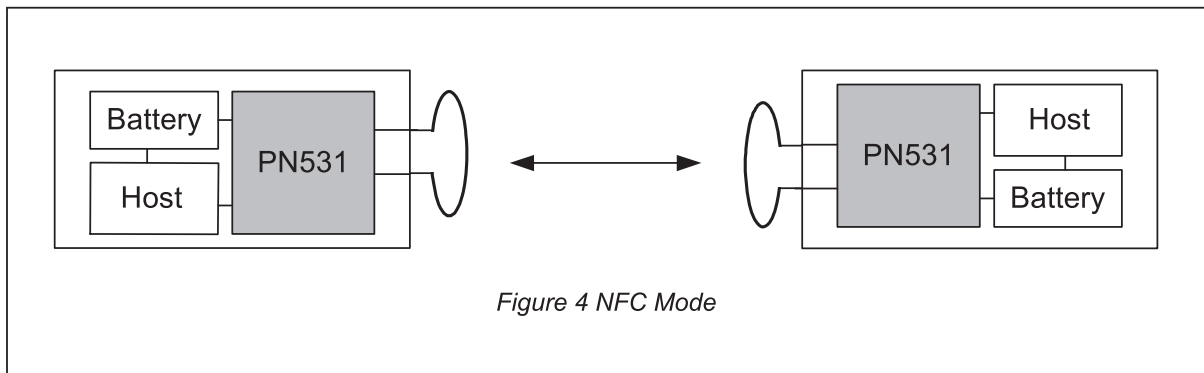 Battery
Host
PN531
PN531
Host
Battery
Figure 4 NFC Mode